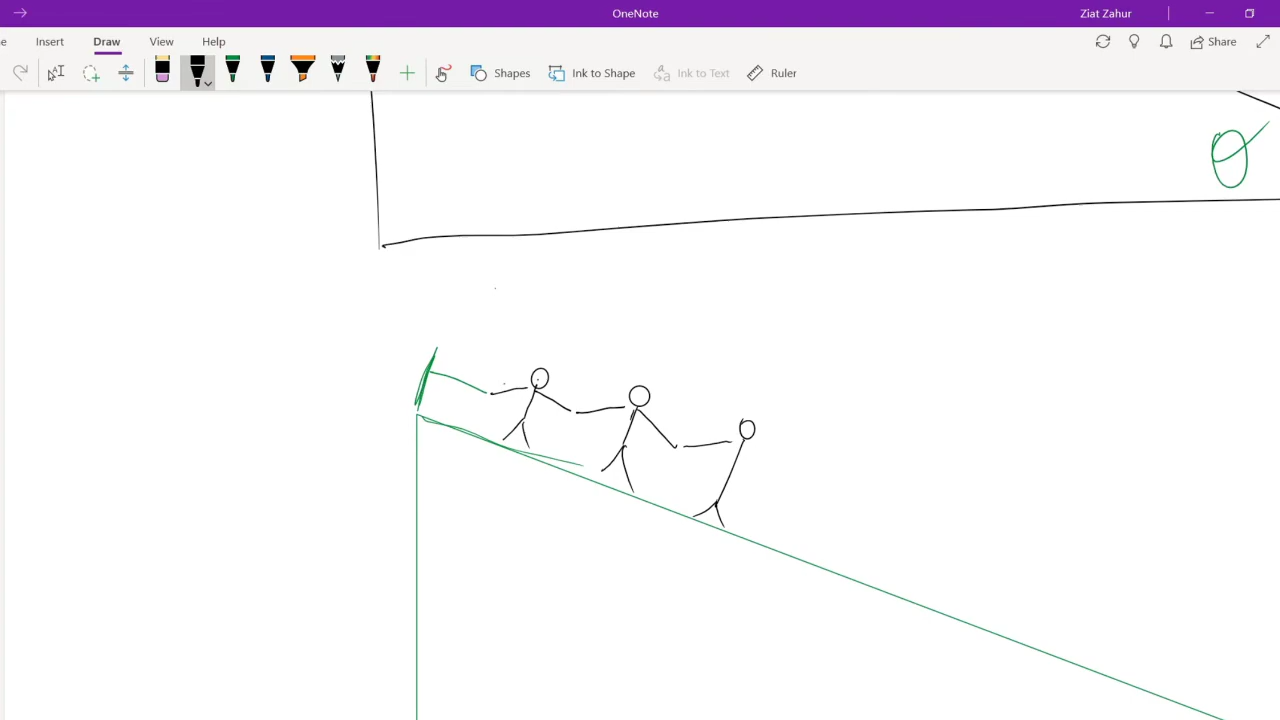 OneNote
Ziat Zahur
Insert Draw View Help
Share
Shapes Ink to Shape Ink to Text Ruler
θ